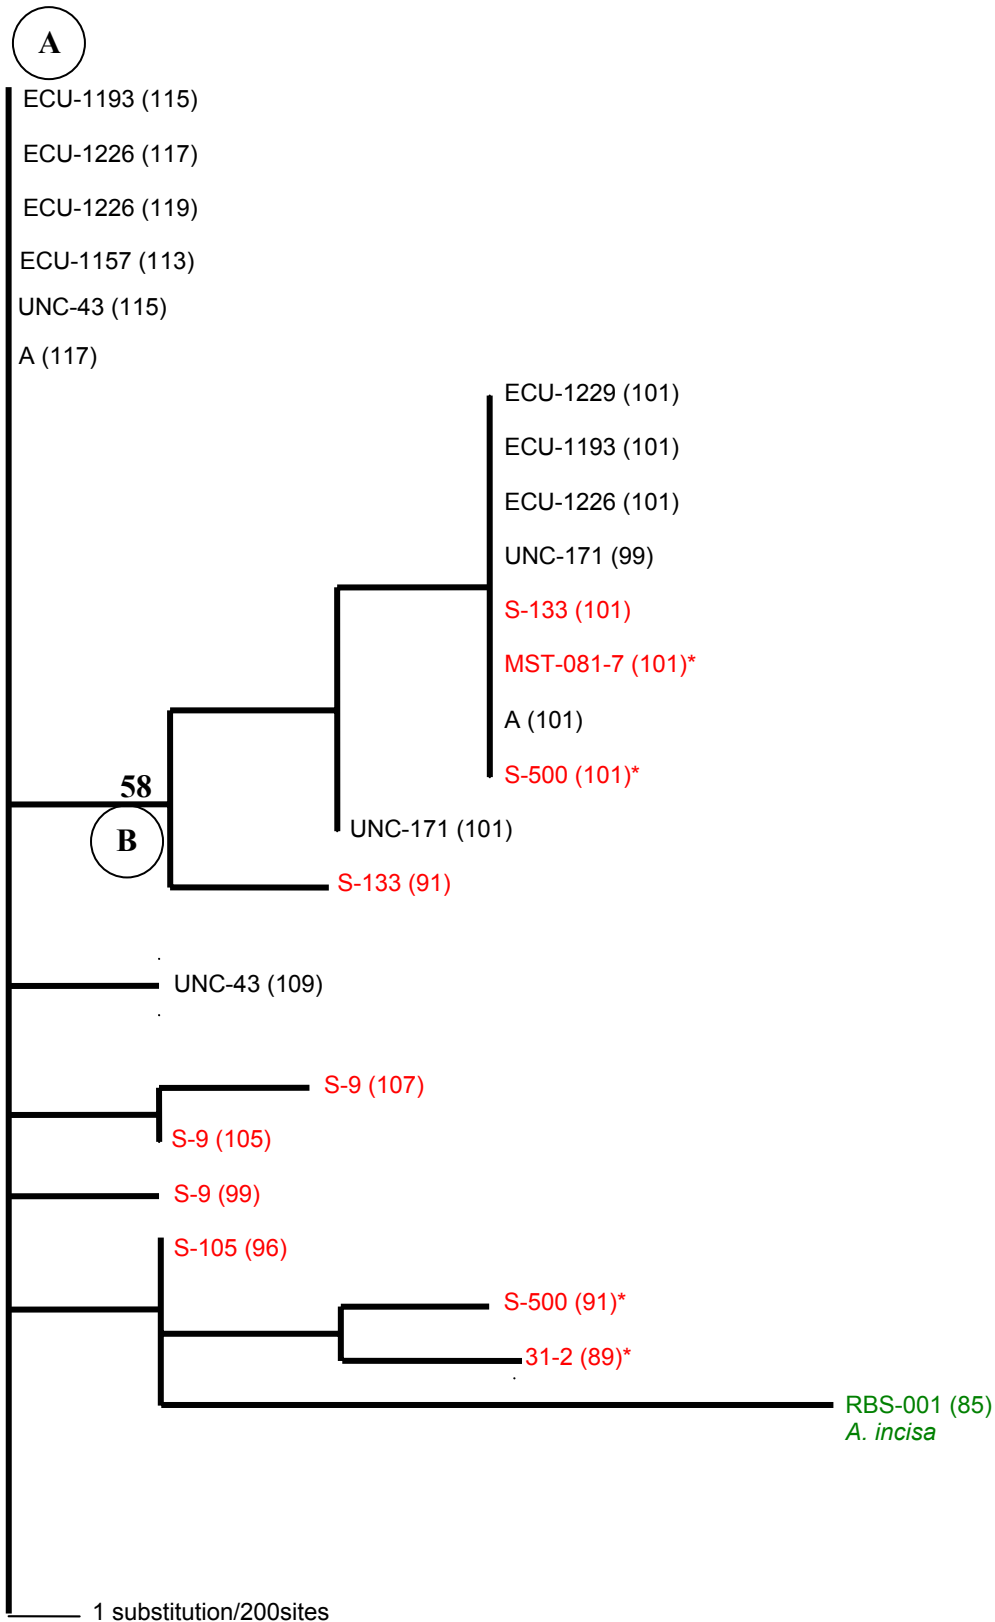 A
ECU-1193 (115)
ECU-1226 (117)
ECU-1226 (119)
ECU-1157 (113)
UNC-43 (115)
A (117)
ECU-1229 (101)
ECU-1193 (101)
ECU-1226 (101)
UNC-171 (99)
S-133 (101)
MST-081-7 (101)*
A (101)
S-500 (101)*
58
B
UNC-171 (101)
S-133 (91)
UNC-43 (109)
S-9 (107)
S-9 (105)
S-9 (99)
S-105 (96)
S-500 (91)*
31-2 (89)*
RBS-001 (85)
A. incisa
1 substitution/200sites